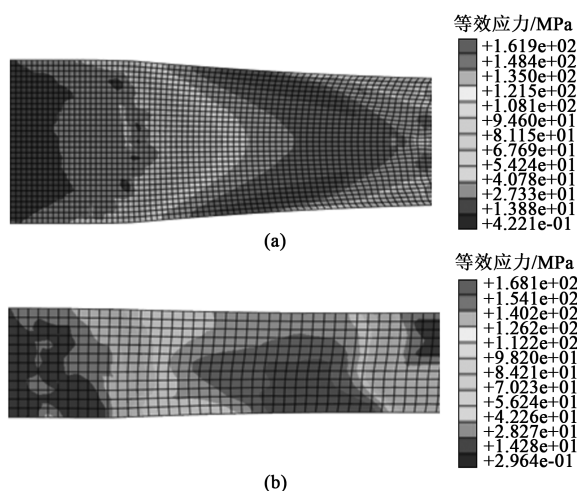 等效应力/MPa
+1.619e+02
+1.484e+02
+1.350e+02
+1.215e+02
+1.081e+02
+9.460e+01
+8.115e+01
+6.769e+01
+5.424e+01
+4.078e+01
+2.733e+01
+1.388e+01
+4.221e-01
(a)
等效应力/MPa
+1.681e+02
+1.541e+02
+1.402e+02
+1.262e+02
+1.122e+02
+9.820e+01
+8.421e+01
+7.023e+01
+5.624e+01
+4.226e+01
+2.827e+01
+1.428e+01
+2.964e-01
(b)